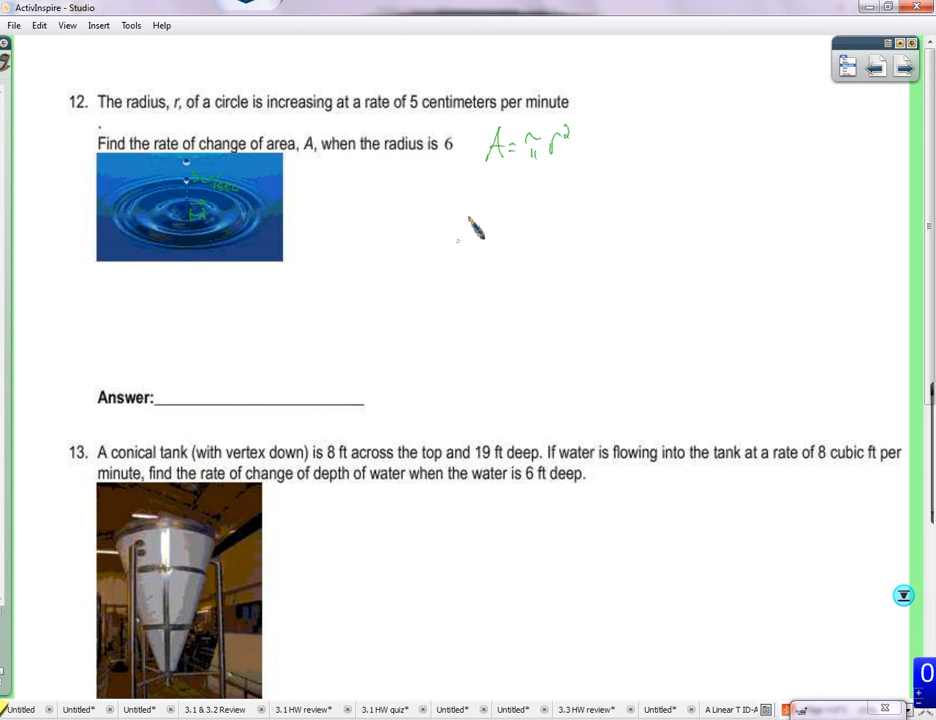 ActivInspire - Studio
File Edit View Insert Tools Help
12. The radius, r, of a circle is increasing at a rate of 5 centimeters per minute
.
Find the rate of change of area, A, when the radius is 6
A = π r²
Answer:
13. A conical tank (with vertex down) is 8 ft across the top and 19 ft deep. If water is flowing into the tank at a rate of 8 cubic ft per
minute, find the rate of change of depth of water when the water is 6 ft deep.
0
Untitled Untitled* Untitled* 3.1 & 3.2 Review 3.1 HW review* 3.1 HW quiz* Untitled* Untitled* 3.3 HW review* Untitled* A Linear T ID-A